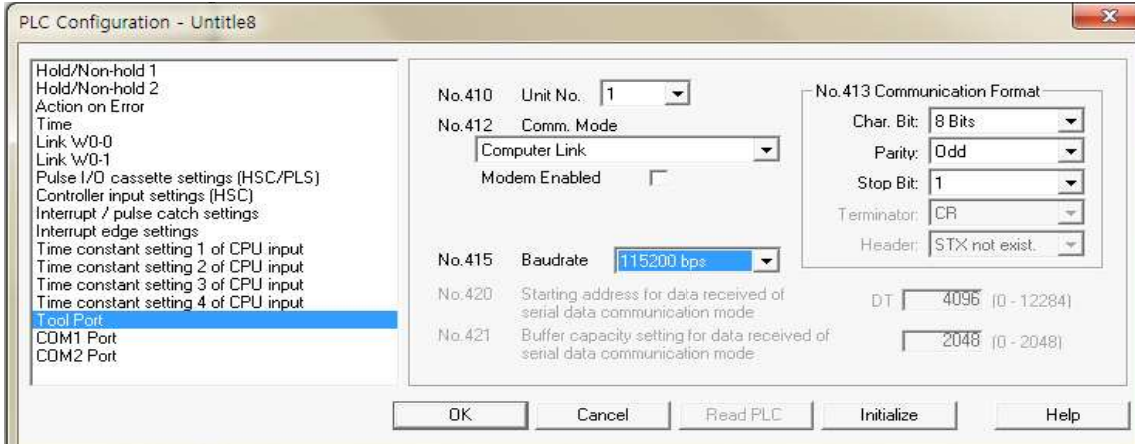 PLC Configuration - Untitle8
Hold/Non-hold 1
Hold/Non-hold 2
Action on Error
Time
Link W0-0
Link W0-1
Pulse I/O cassette settings (HSC/PLS)
Controller input settings (HSC)
Interrupt / pulse catch settings
Interrupt edge settings
Time constant setting 1 of CPU input
Time constant setting 2 of CPU input
Time constant setting 3 of CPU input
Time constant setting 4 of CPU input
Tool Port
COM1 Port
COM2 Port
No.410 Unit No. 1
No.412 Comm. Mode
Computer Link
Modem Enabled
No.415 Baudrate 115200 bps
No.420 Starting address for data received of
serial data communication mode
DT 4096 (0 - 12284)
No.421 Buffer capacity setting for data received of
serial data communication mode
2048 (0 - 2048)
No.413 Communication Format
Char. Bit: 8 Bits
Parity: Odd
Stop Bit: 1
Terminator: CR
Header: STX not exist.
OK Cancel Read PLC Initialize Help